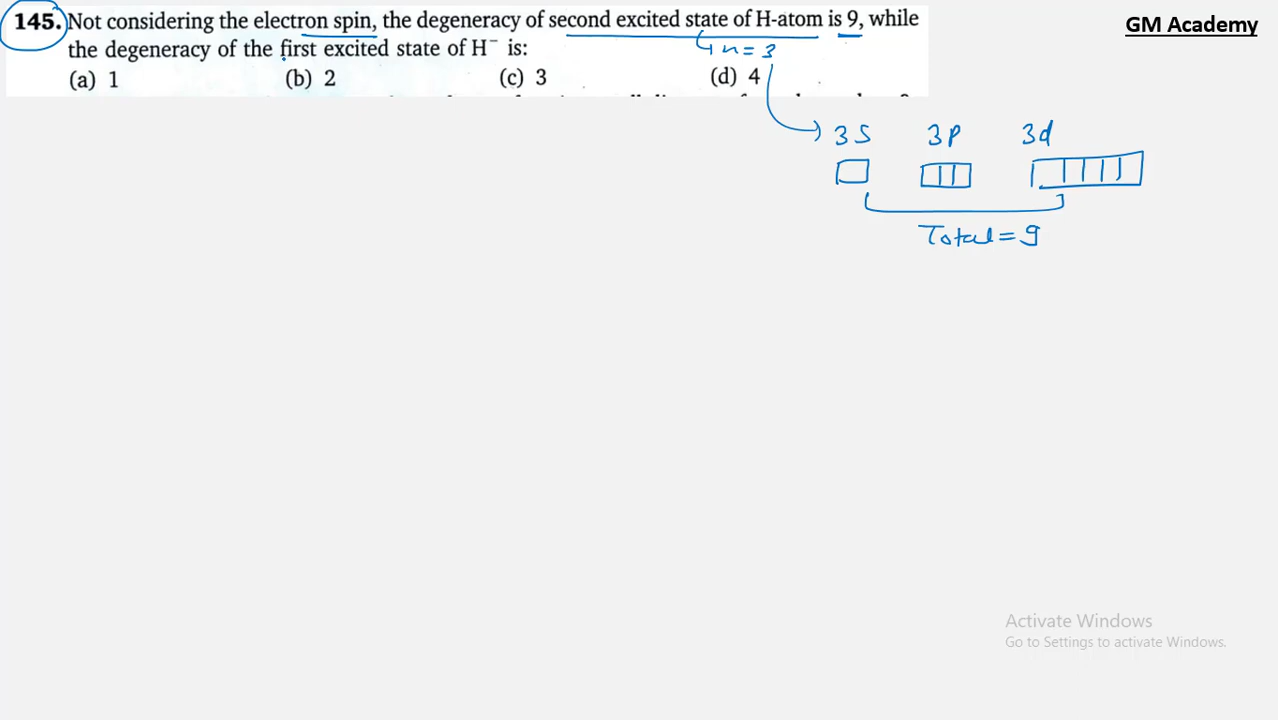 GM Academy
145. Not considering the electron spin, the degeneracy of second excited state of H-atom is 9, while
the degeneracy of the first excited state of H⁻ is:
↳ n = 3
(a) 1 (b) 2 (c) 3 (d) 4
3S 3P 3d
Total = 9
Activate Windows
Go to Settings to activate Windows.